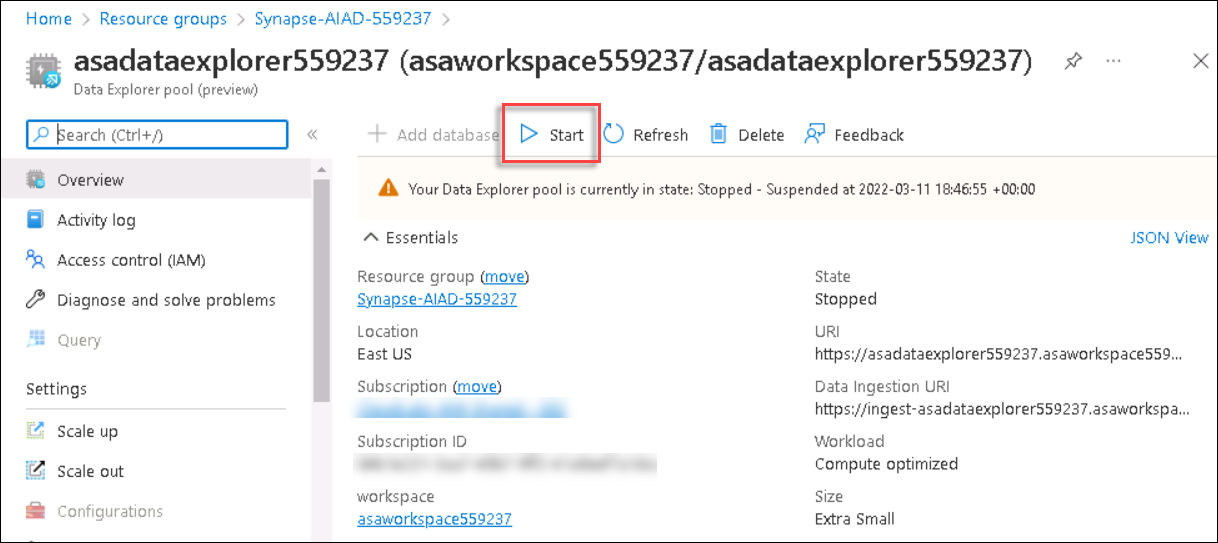 Home > Resource groups > Synapse-AIAD-559237 >
asadataexplorer559237 (asaworkspace559237/asadataexplorer559237)
Data Explorer pool (preview)
Search (Ctrl+/)
Add database Start Refresh Delete Feedback
Overview
Activity log
Access control (IAM)
Diagnose and solve problems
Query
Settings
Scale up
Scale out
Configurations
Your Data Explorer pool is currently in state: Stopped - Suspended at 2022-03-11 18:46:55 +00:00
Essentials
JSON View
Resource group (move)
Synapse-AIAD-559237
Location
East US
Subscription (move)
Subscription ID
workspace
asaworkspace559237
State
Stopped
URI
https://asadataexplorer559237.asaworkspace559...
Data Ingestion URI
https://ingest-asadataexplorer559237.asaworkspa...
Workload
Compute optimized
Size
Extra Small